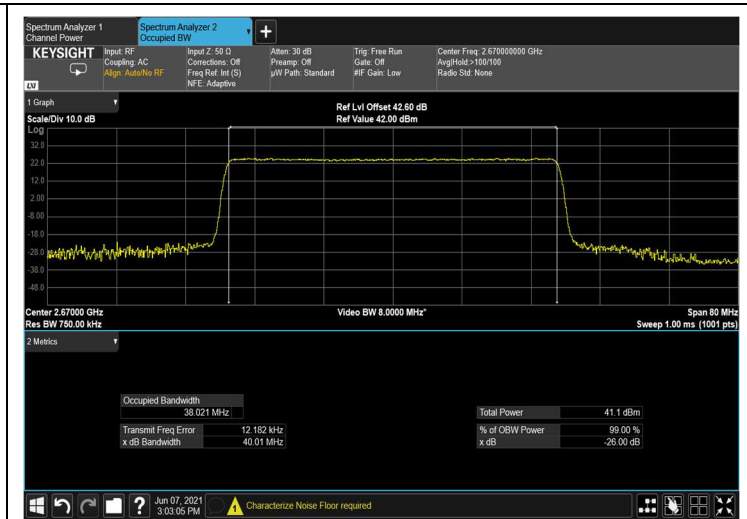 Spectrum Analyzer 1
Channel Power
Spectrum Analyzer 2
Occupied BW
+
KEYSIGHT
LXI
Input: RF
Coupling: AC
Align: Auto/No RF
Input Z: 50 Ω
Corrections: Off
Freq Ref: Int (S)
NFE: Adaptive
Atten: 30 dB
Preamp: Off
µW Path: Standard
Trig: Free Run
Gate: Off
#IF Gain: Low
Center Freq: 2.670000000 GHz
Avg|Hold:>100/100
Radio Std: None
1 Graph
Scale/Div 10.0 dB
Ref Lvl Offset 42.60 dB
Ref Value 42.00 dBm
Log
32.0
22.0
12.0
2.00
-8.00
-18.0
-28.0
-38.0
-48.0
Center 2.67000 GHz
Res BW 750.00 kHz
Video BW 8.0000 MHz*
Span 80 MHz
Sweep 1.00 ms (1001 pts)
2 Metrics
Occupied Bandwidth
38.021 MHz
Transmit Freq Error 12.182 kHz
x dB Bandwidth 40.01 MHz
Total Power 41.1 dBm
% of OBW Power 99.00 %
x dB -26.00 dB
?
Jun 07, 2021
3:03:05 PM
1
Characterize Noise Floor required